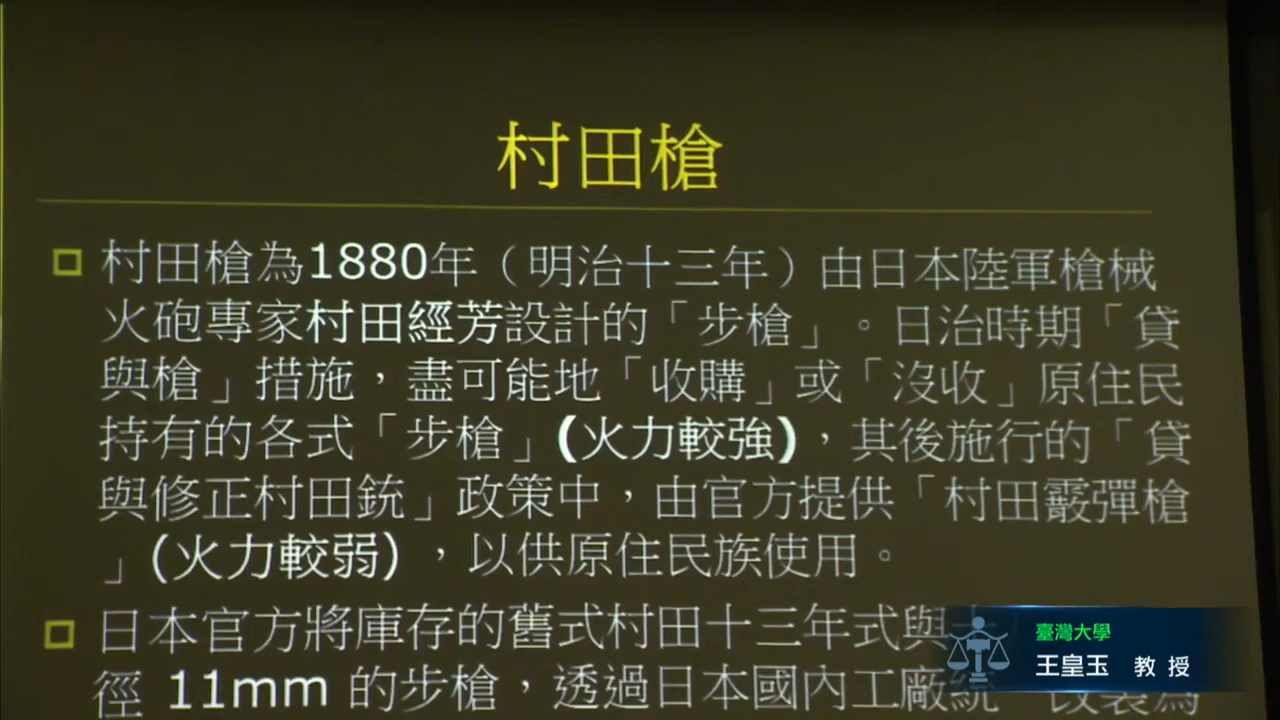 村田槍
村田槍為1880年（明治十三年）由日本陸軍槍械
火砲專家村田經芳設計的「步槍」。日治時期「貸
與槍」措施，盡可能地「收購」或「沒收」原住民
持有的各式「步槍」(火力較強)，其後施行的「貸
與修正村田銃」政策中，由官方提供「村田霰彈槍
」(火力較弱)，以供原住民族使用。
日本官方將庫存的舊式村田十三年式與
徑 11mm 的步槍，透過日本國內工廠統 改裝為
臺灣大學
王皇玉 教授